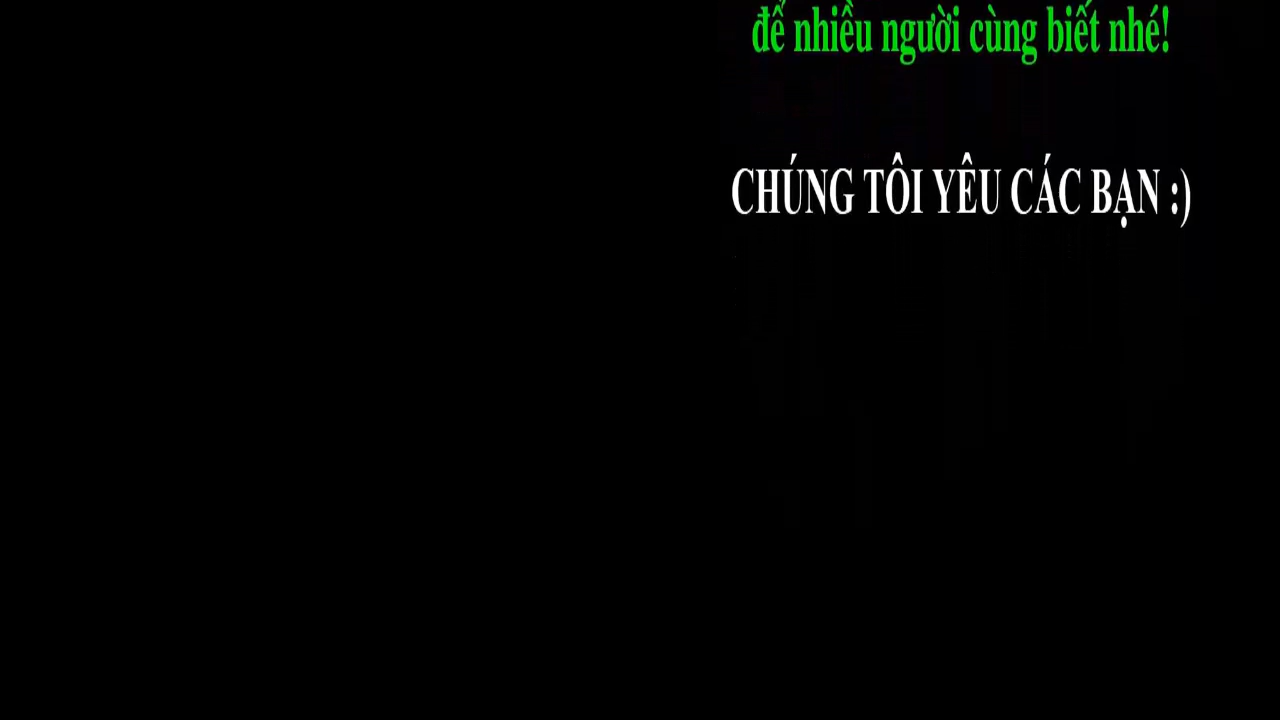 để nhiều người cùng biết nhé!
CHÚNG TÔI YÊU CÁC BẠN :)